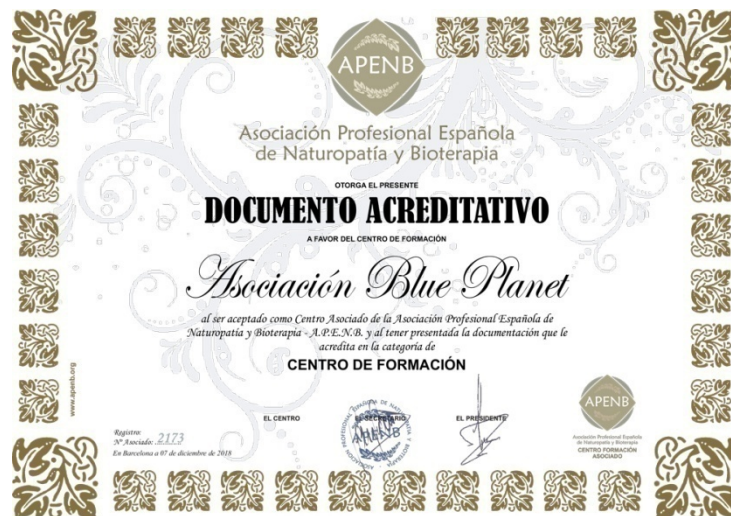 APENB
Asociación Profesional Española
de Naturopatía y Bioterapia
OTORGA EL PRESENTE
DOCUMENTO ACREDITATIVO
A FAVOR DEL CENTRO DE FORMACIÓN
Asociación Blue Planet
al ser aceptado como Centro Asociado de la Asociación Profesional Española de
Naturopatía y Bioterapia - A.P.E.N.B. y al tener presentada la documentación que le
acredita en la categoría de
CENTRO DE FORMACIÓN
www.apenb.org
EL CENTRO
EL SECRETARIO
EL PRESIDENTE
Registro:
Nº Asociado: 2173
En Barcelona a 07 de diciembre de 2018
APENB
APENB
Asociación Profesional Española
de Naturopatía y Bioterapia
CENTRO FORMACIÓN
ASOCIADO